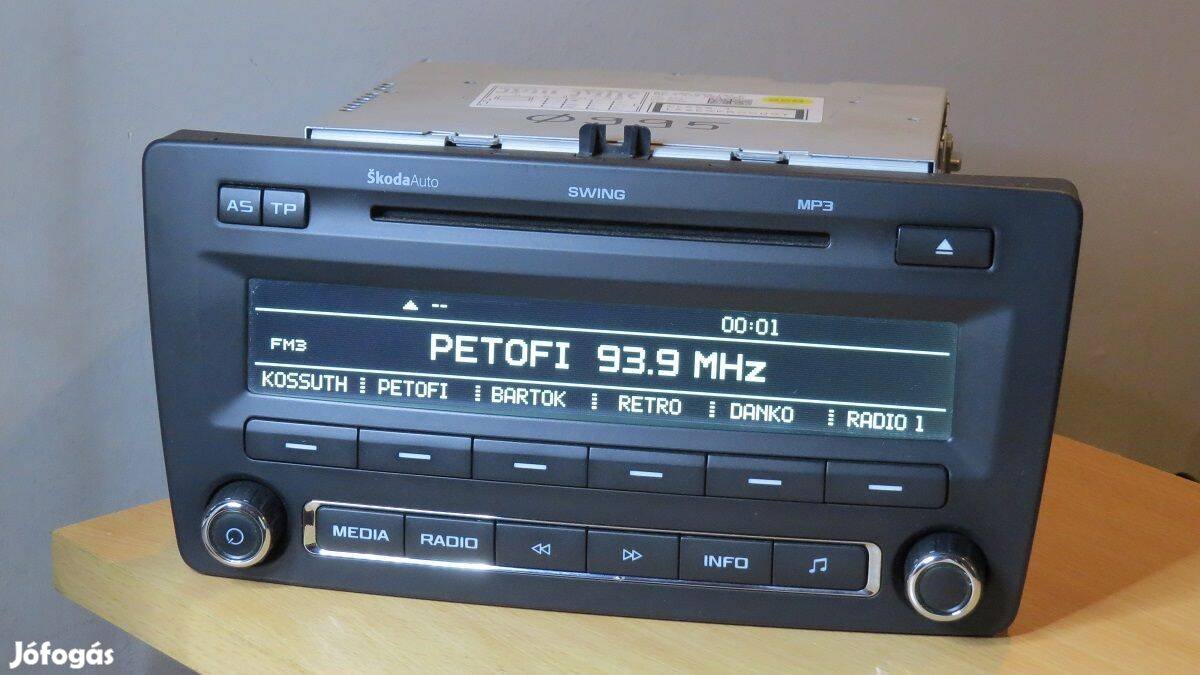 GBB0
ŠkodaAuto SWING MP3
AS TP
-- 00:01
FM3 PETOFI 93.9 MHz
KOSSUTH PETOFI BARTOK RETRO DANKO RADIO 1
MEDIA RADIO INFO
Jófogás